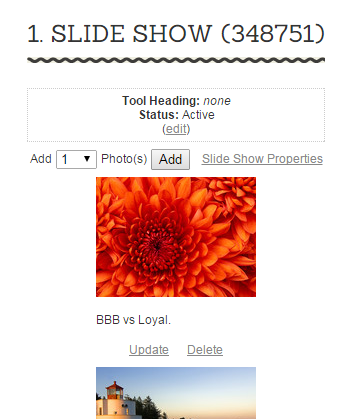 1. SLIDE SHOW (348751)
Tool Heading: none
Status: Active
(edit)
Add 1 Photo(s) Add Slide Show Properties
BBB vs Loyal.
Update Delete